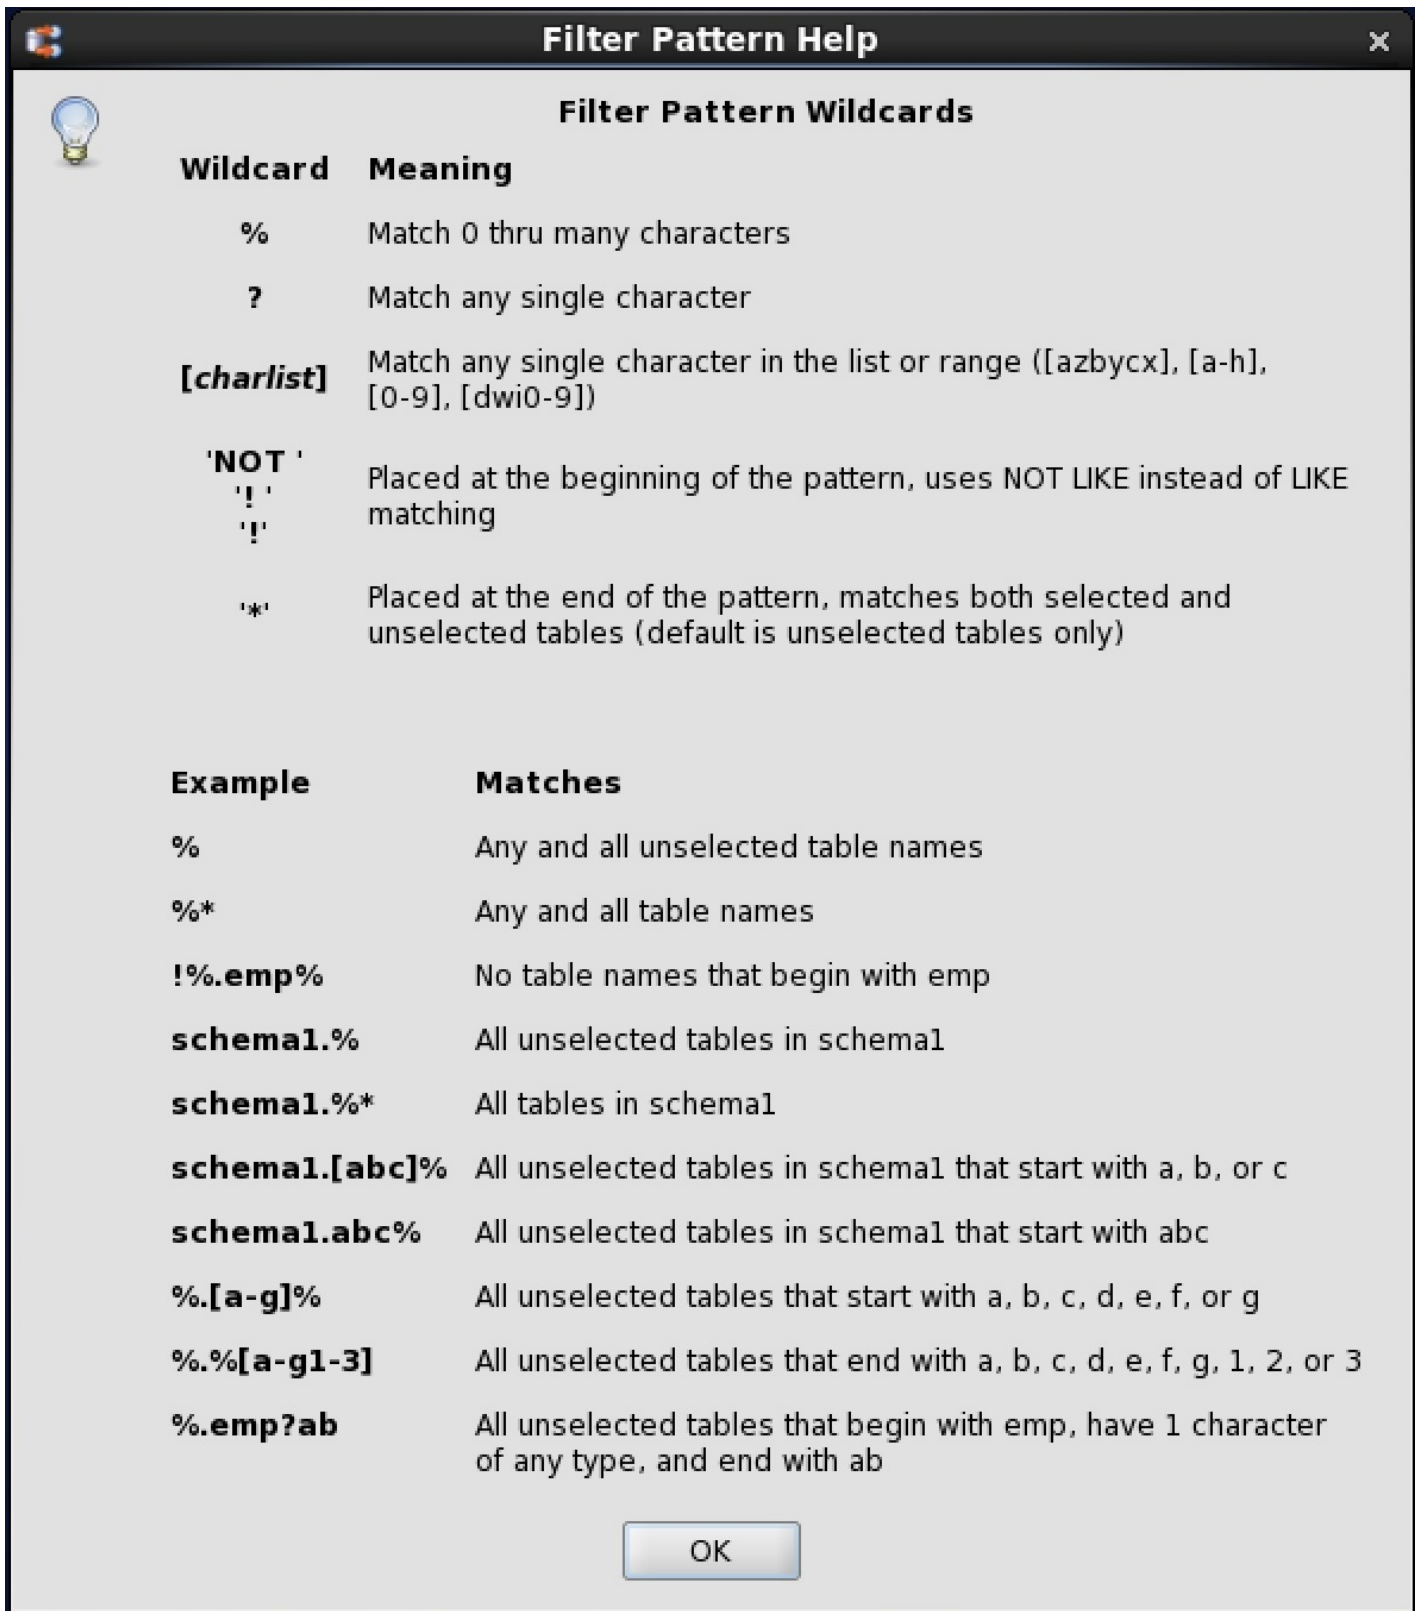 Filter Pattern Help
Filter Pattern Wildcards
Wildcard Meaning
% Match 0 thru many characters
? Match any single character
[charlist] Match any single character in the list or range ([azbycx], [a-h],
[0-9], [dwi0-9])
'NOT '
'! '
'!'
Placed at the beginning of the pattern, uses NOT LIKE instead of LIKE
matching
'*' Placed at the end of the pattern, matches both selected and
unselected tables (default is unselected tables only)
Example Matches
% Any and all unselected table names
%* Any and all table names
!%.emp% No table names that begin with emp
schema1.% All unselected tables in schema1
schema1.%* All tables in schema1
schema1.[abc]% All unselected tables in schema1 that start with a, b, or c
schema1.abc% All unselected tables in schema1 that start with abc
%.[a-g]% All unselected tables that start with a, b, c, d, e, f, or g
%.%[a-g1-3] All unselected tables that end with a, b, c, d, e, f, g, 1, 2, or 3
%.emp?ab All unselected tables that begin with emp, have 1 character
of any type, and end with ab
OK